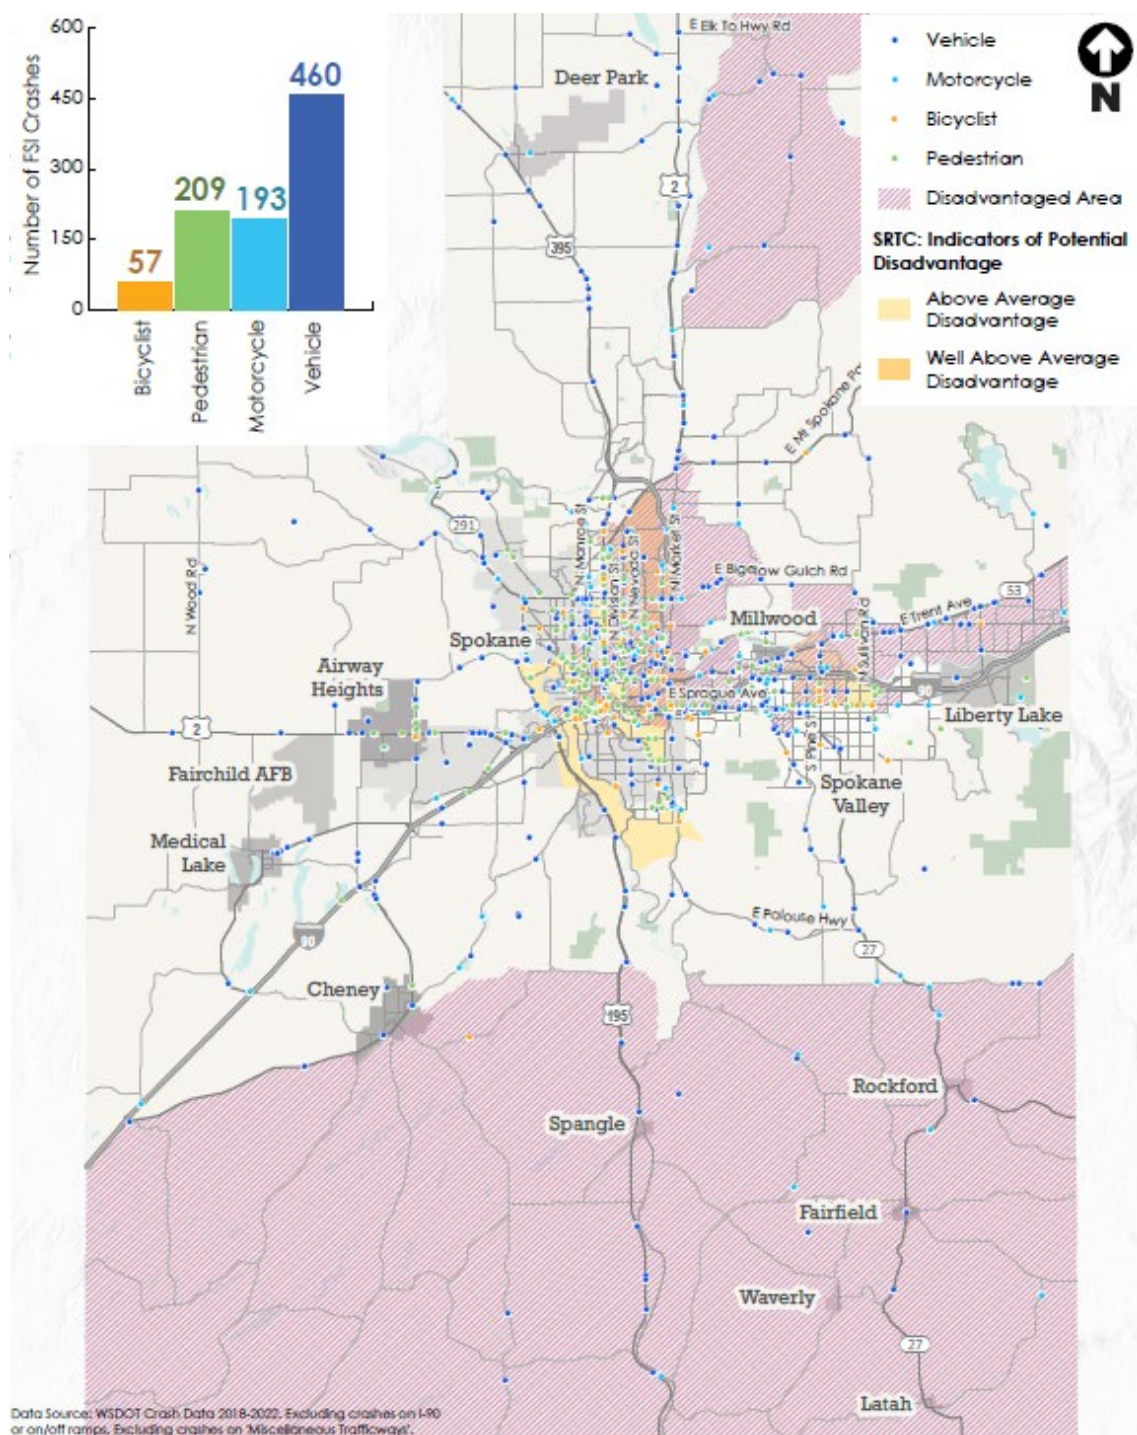 600
450
300
150
0
Number of FSI Crashes
57
209
193
460
Bicyclist
Pedestrian
Motorcycle
Vehicle
Vehicle
Motorcycle
Bicyclist
Pedestrian
Disadvantaged Area
SRTC: Indicators of Potential
Disadvantage
Above Average
Disadvantage
Well Above Average
Disadvantage
N
E Elk To Hwy Rd
Deer Park
2
395
E Mt Spokane
291
N Monroe St
N Division St
N Nevada St
N Market St
E Bigelow Gulch Rd
N Wood Rd
53
E Trent Ave
Millwood
N Sullivan Rd
Spokane
Airway
Heights
E Sprague Ave
90
Liberty Lake
2
S Pine S
Fairchild AFB
Spokane
Valley
Medical
Lake
E Palouse Hwy
90
27
Cheney
195
Rockford
Spangle
Fairfield
Waverly
27
Latah
Data Source: WSDOT Crash Data 2018-2022. Excluding crashes on I-90
or on/off ramps. Excluding crashes on 'Miscellaneous Trafficways'.